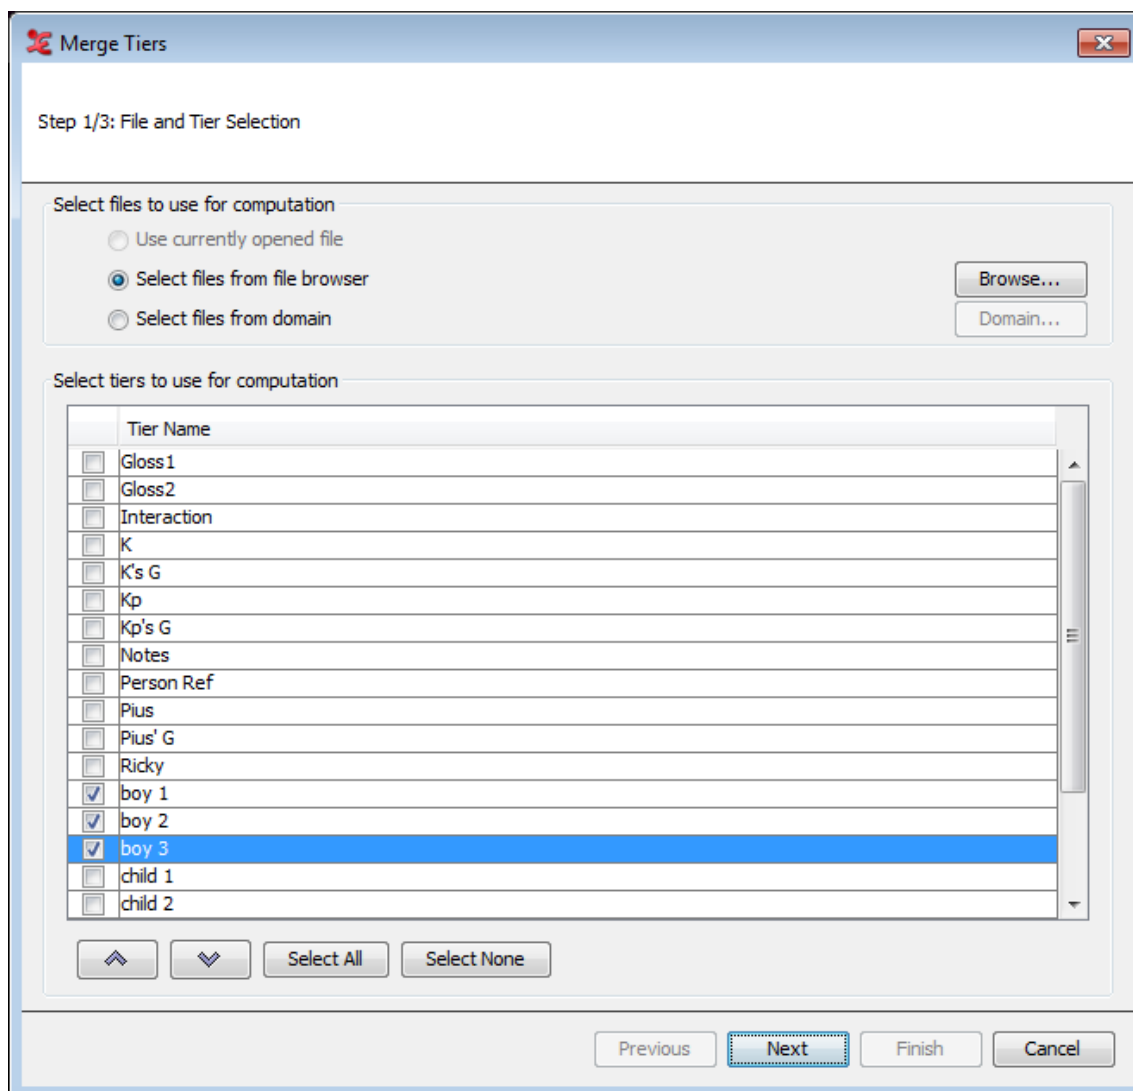 Merge Tiers
Step 1/3: File and Tier Selection
Select files to use for computation
Use currently opened file
Select files from file browser Browse...
Select files from domain Domain...
Select tiers to use for computation
Tier Name
Gloss1
Gloss2
Interaction
K
K's G
Kp
Kp's G
Notes
Person Ref
Pius
Pius' G
Ricky
boy 1
boy 2
boy 3
child 1
child 2
Select All Select None
Previous Next Finish Cancel